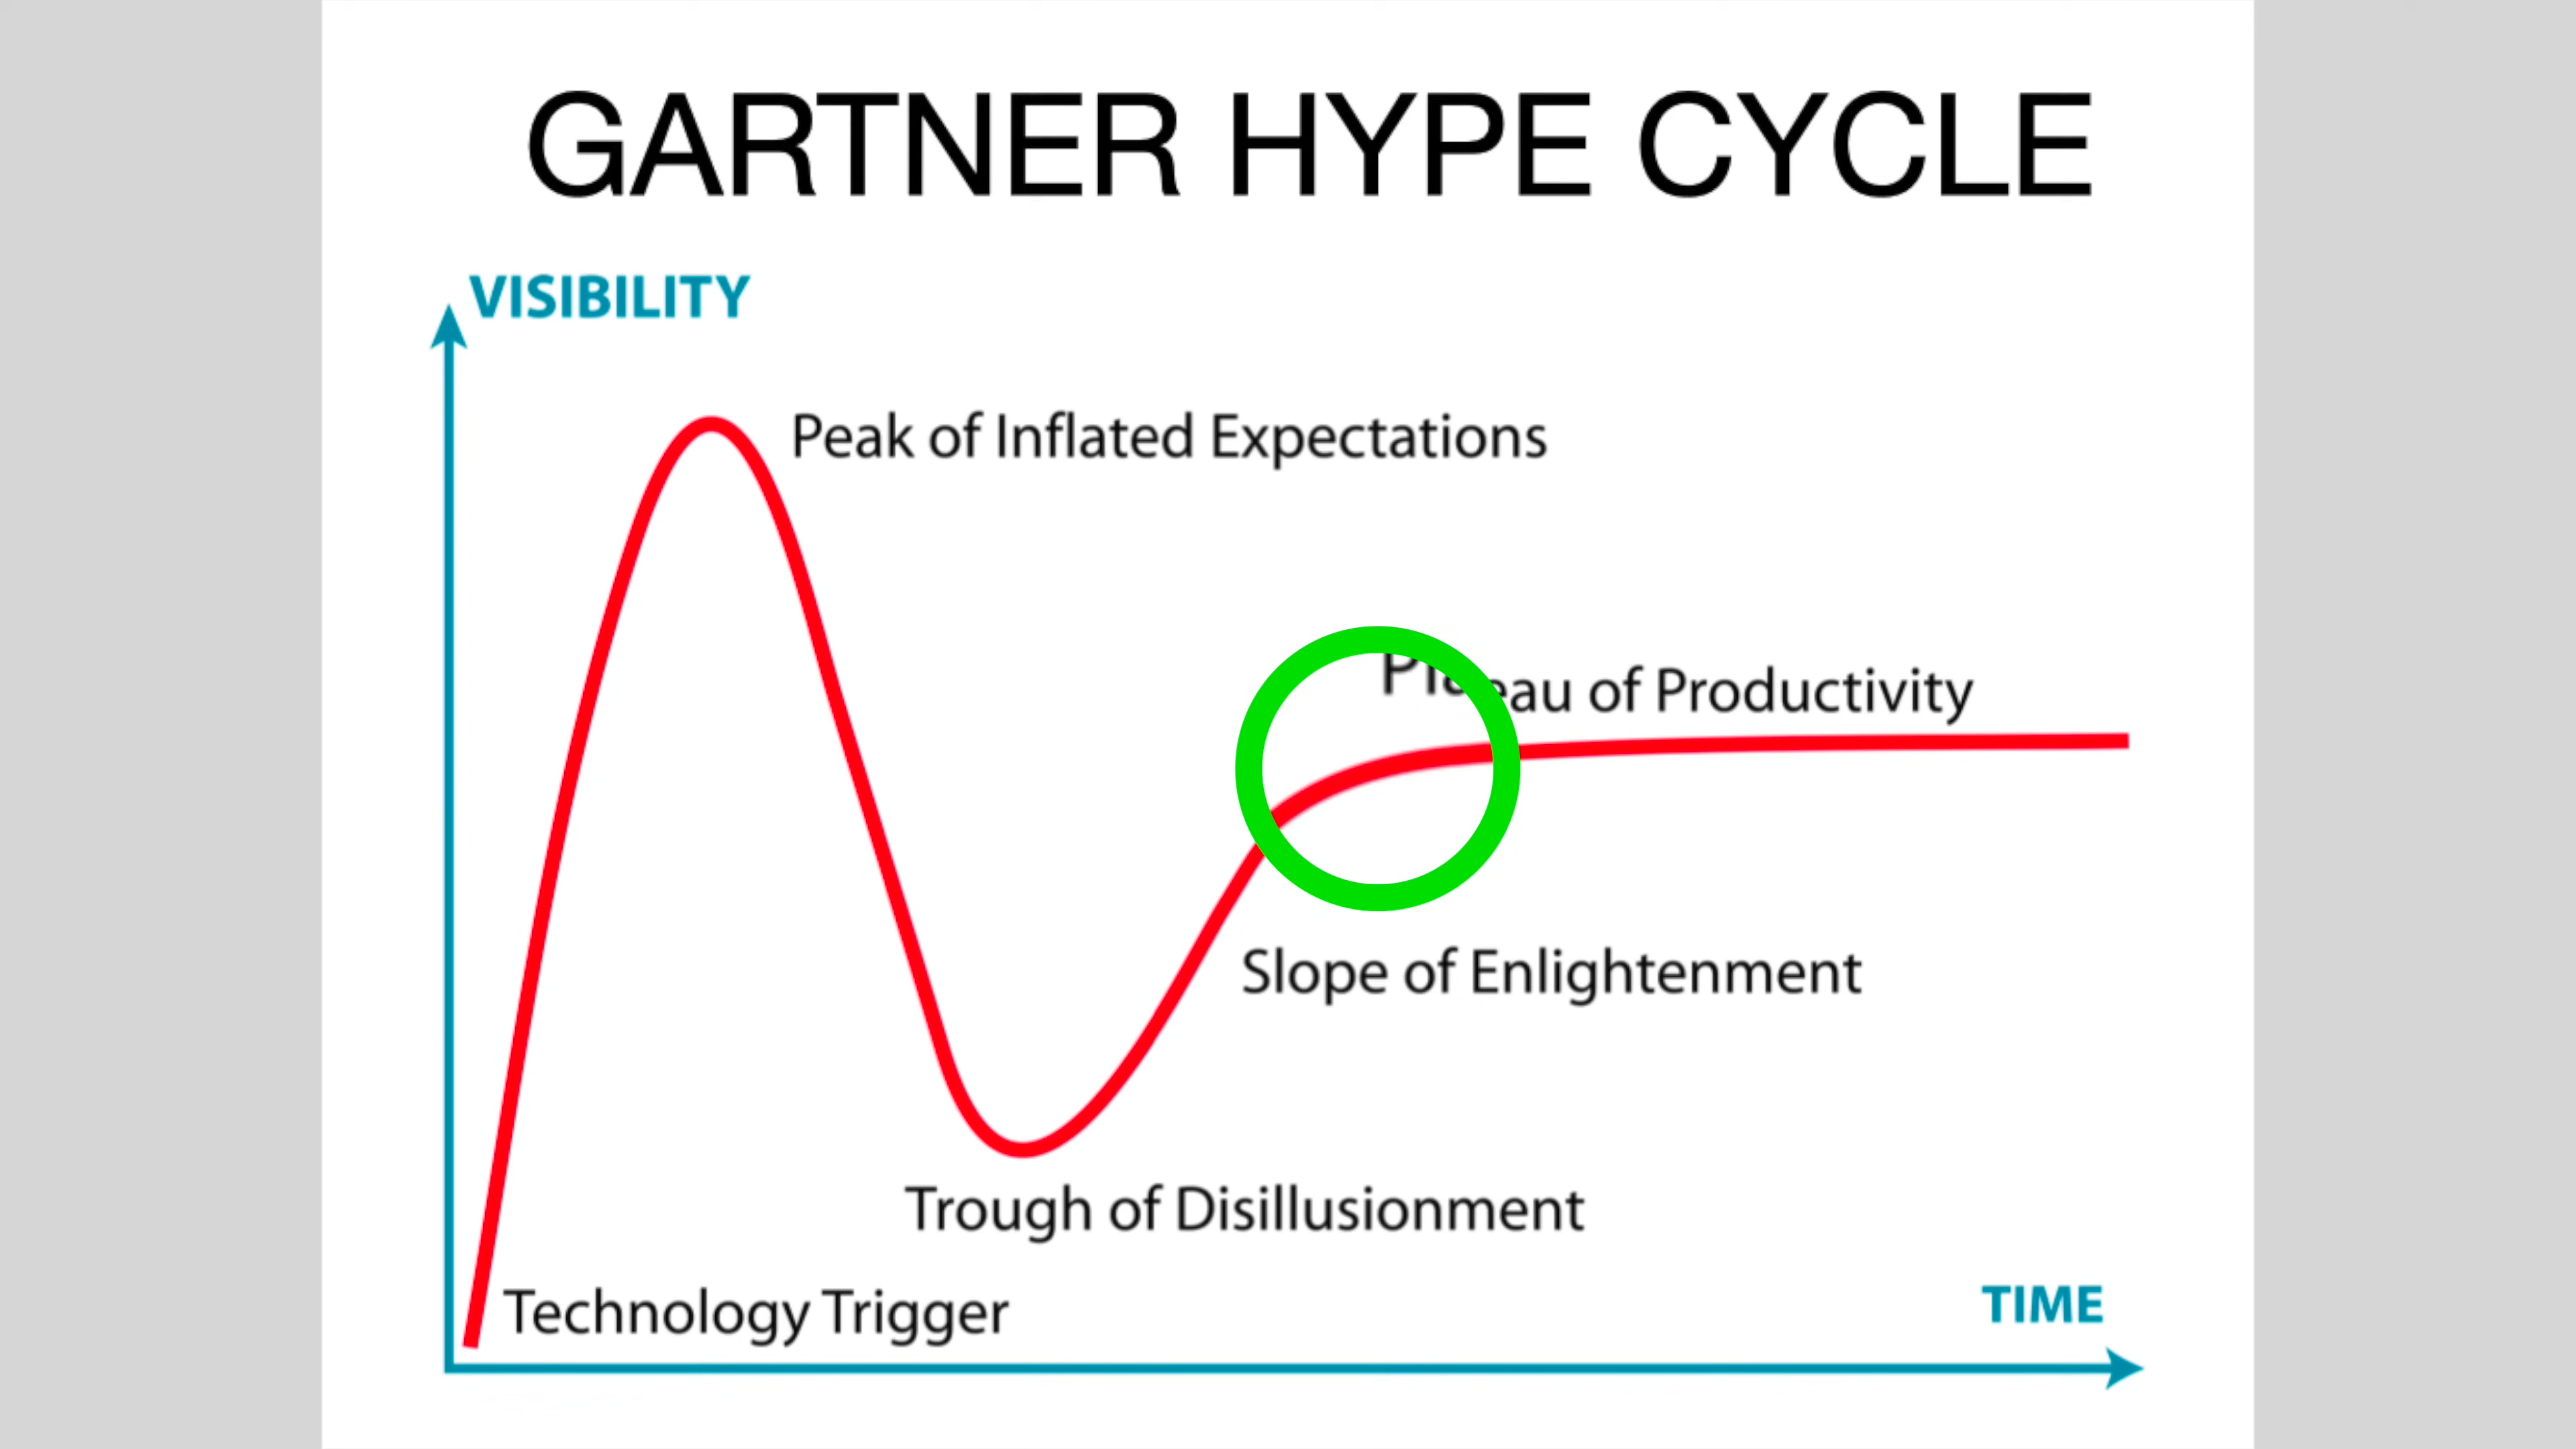 GARTNER HYPE CYCLE
VISIBILITY
Peak of Inflated Expectations
of Productivity
Slope of Enlightenment
Trough of Disillusionment
Technology Trigger
TIME